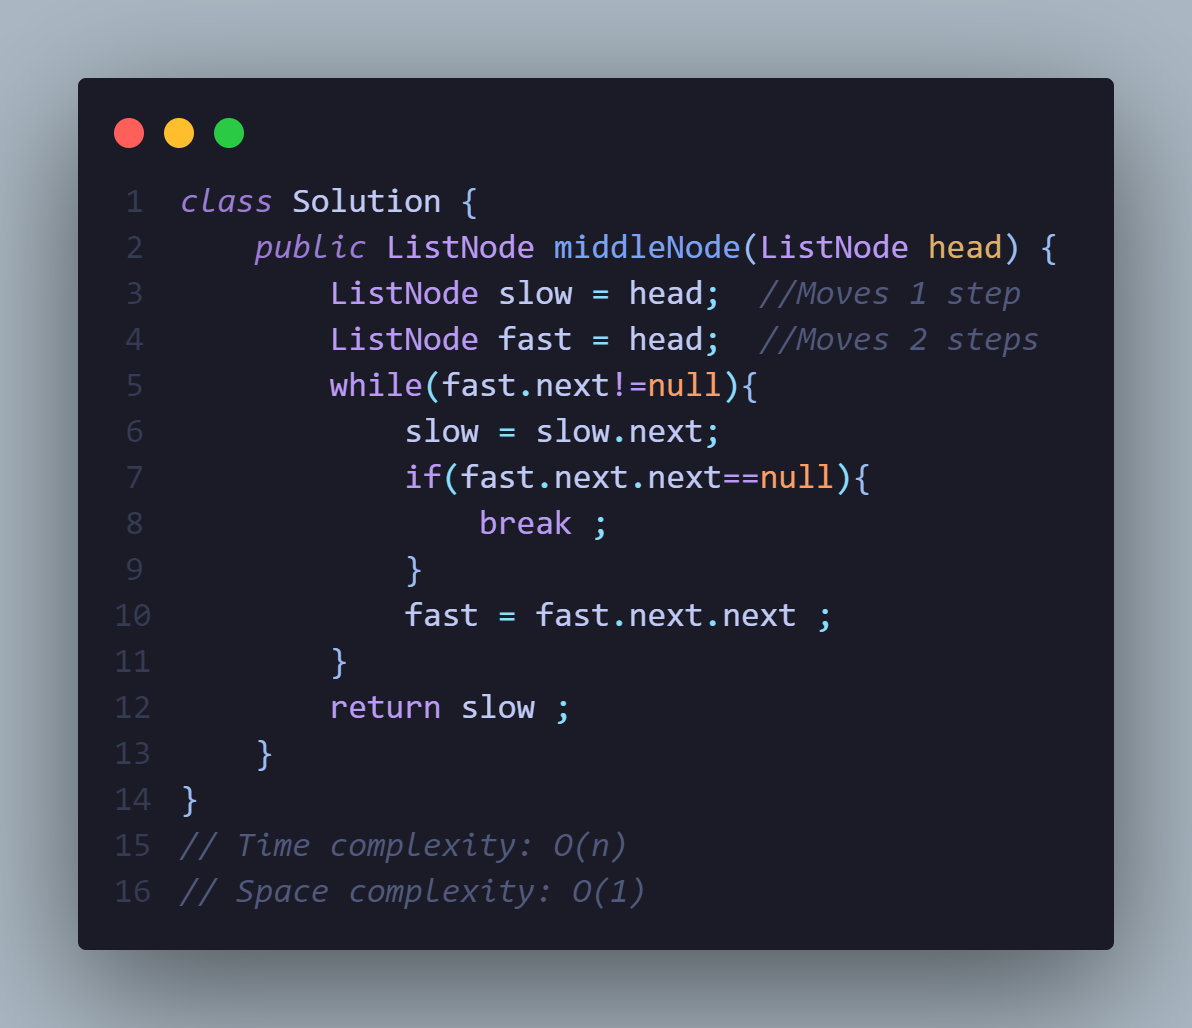 1 class Solution {
2     public ListNode middleNode(ListNode head) {
3         ListNode slow = head;  //Moves 1 step
4         ListNode fast = head;  //Moves 2 steps
5         while(fast.next!=null){
6             slow = slow.next;
7             if(fast.next.next==null){
8                 break ;
9             }
10             fast = fast.next.next ;
11         }
12         return slow ;
13     }
14 }
15 // Time complexity: O(n)
16 // Space complexity: O(1)